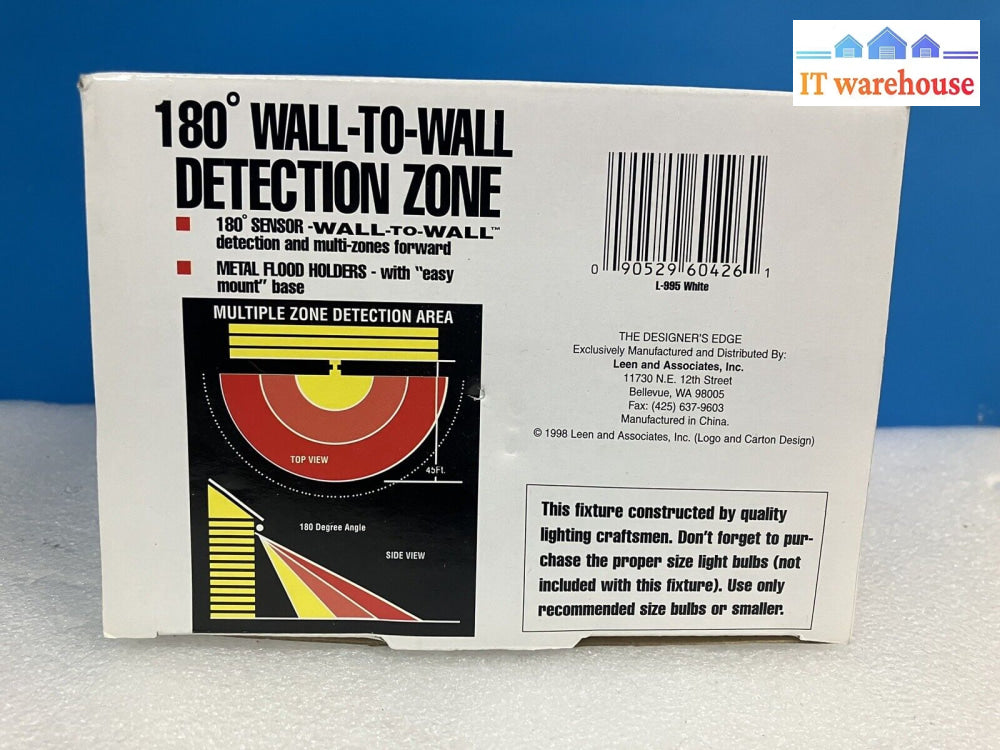 IT warehouse
180° WALL-TO-WALL
DETECTION ZONE
180° SENSOR -WALL-TO-WALL™
detection and multi-zones forward
METAL FLOOD HOLDERS - with "easy
mount" base
MULTIPLE ZONE DETECTION AREA
TOP VIEW
45Ft.
180 Degree Angle
SIDE VIEW
0 90529 60426 1
L-995 White
THE DESIGNER'S EDGE
Exclusively Manufactured and Distributed By:
Leen and Associates, Inc.
11730 N.E. 12th Street
Bellevue, WA 98005
Fax: (425) 637-9603
Manufactured in China.
© 1998 Leen and Associates, Inc. (Logo and Carton Design)
This fixture constructed by quality
lighting craftsmen. Don't forget to pur-
chase the proper size light bulbs (not
included with this fixture). Use only
recommended size bulbs or smaller.